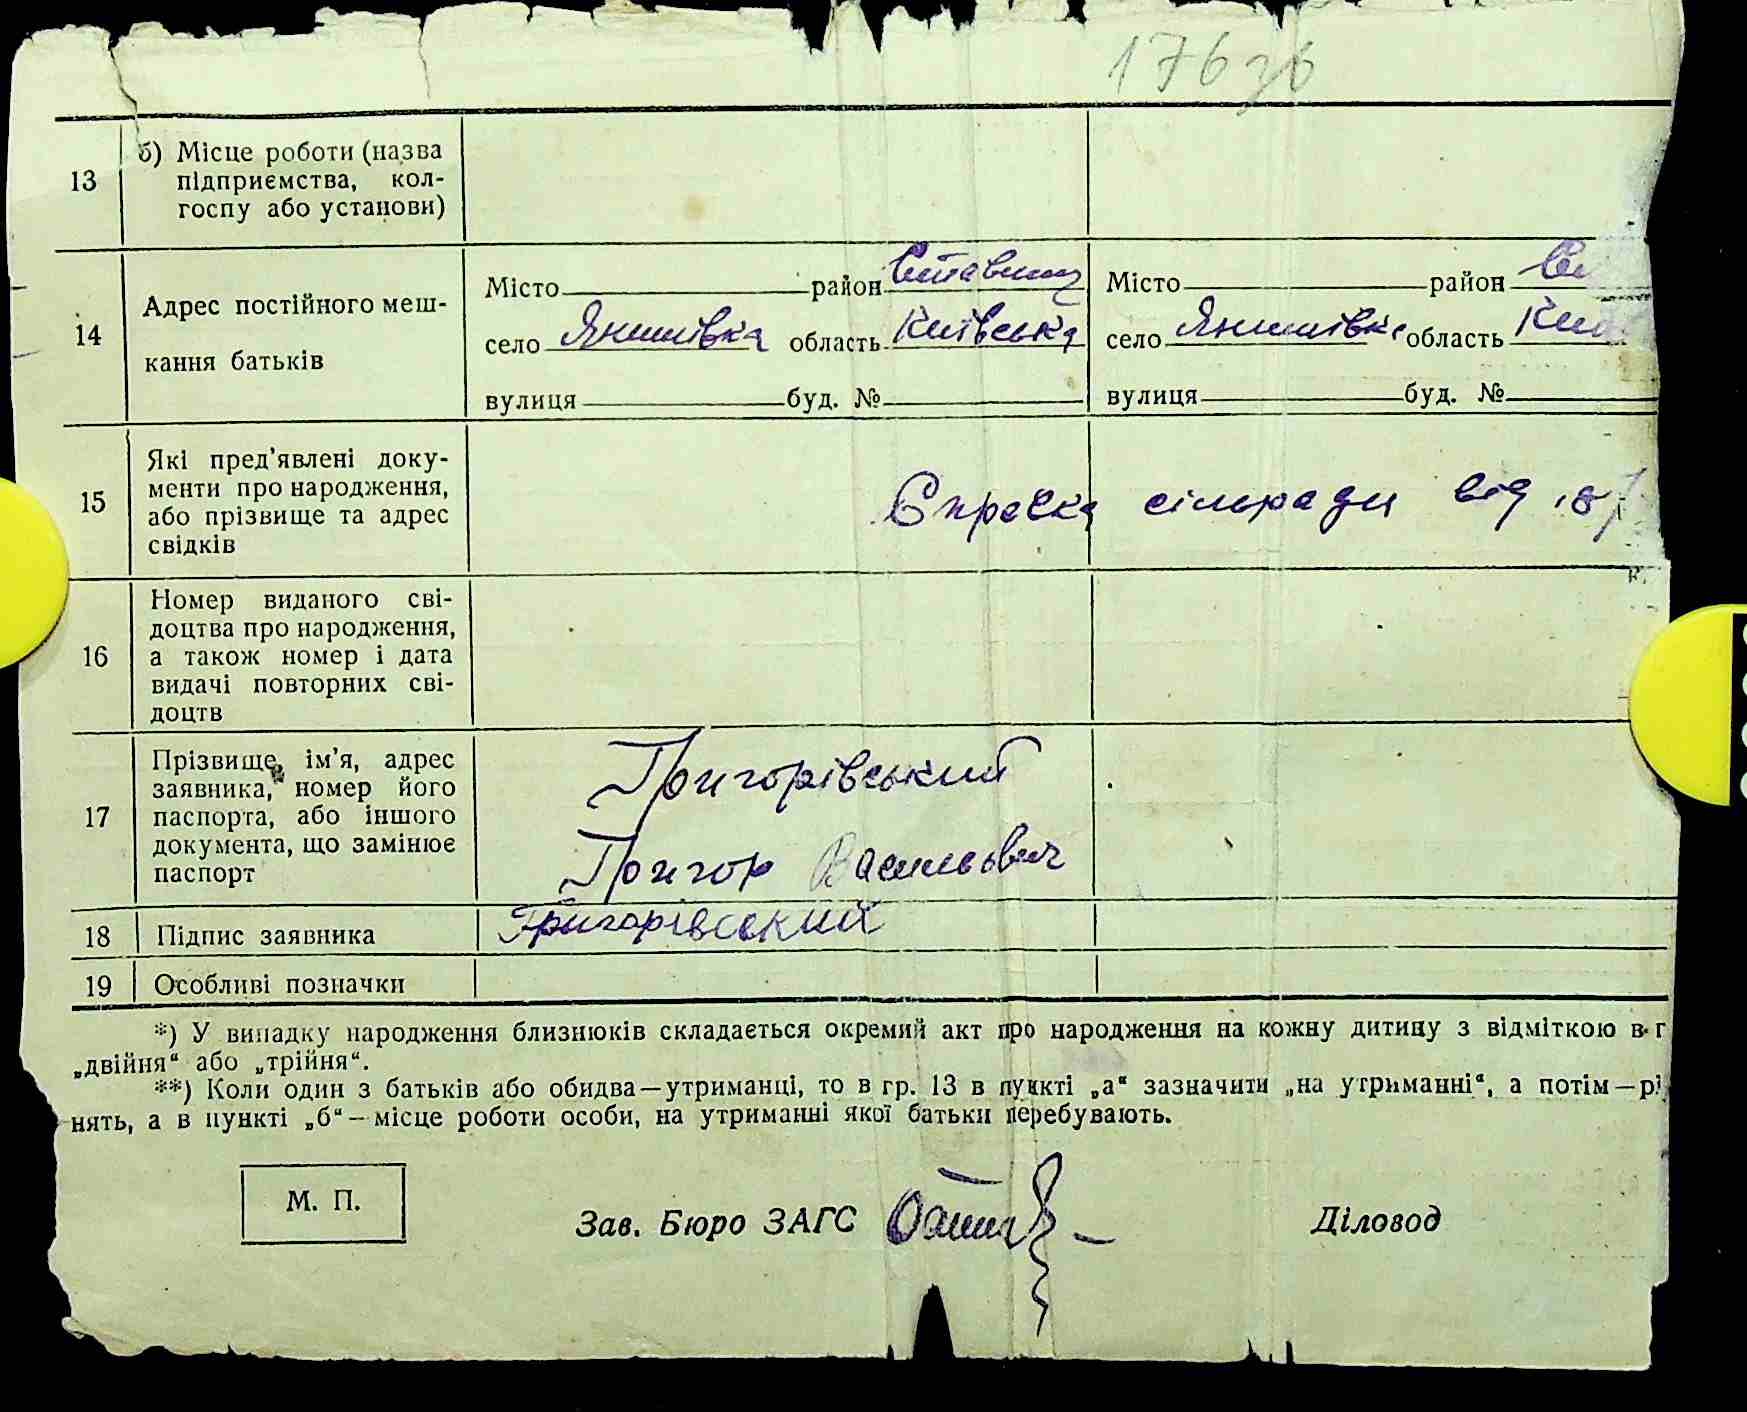 176зв
13 б) Місце роботи (назва
підприємства, кол-
госпу або установи)
14 Адрес постійного меш-
кання батьків
Місто район Ставищ
село Янишівка область Київська
вулиця буд. №
Місто район
село Янишівка область Киї
вулиця буд. №
15 Які пред’явлені доку-
менти про народження,
або прізвище та адрес
свідків
Справка сільради від 18/
16 Номер виданого сві-
доцтва про народження,
а також номер і дата
видачі повторних сві-
доцтв
17 Прізвище, ім’я, адрес
заявника, номер його
паспорта, або іншого
документа, що замінює
паспорт
Григорівський
Григор Васильович
18 Підпис заявника Григорівський
19 Особливі позначки
*) У випадку народження близнюків складається окремий акт про народження на кожну дитину з відміткою в г
„двійня“ або „трійня“.
**) Коли один з батьків або обидва—утриманці, то в гр. 13 в пункті „а“ зазначити „на утриманні“, а потім—рі
нять, а в пункті „б“—місце роботи особи, на утриманні якої батьки перебувають.
М. П.
Зав. Бюро ЗАГС
Діловод